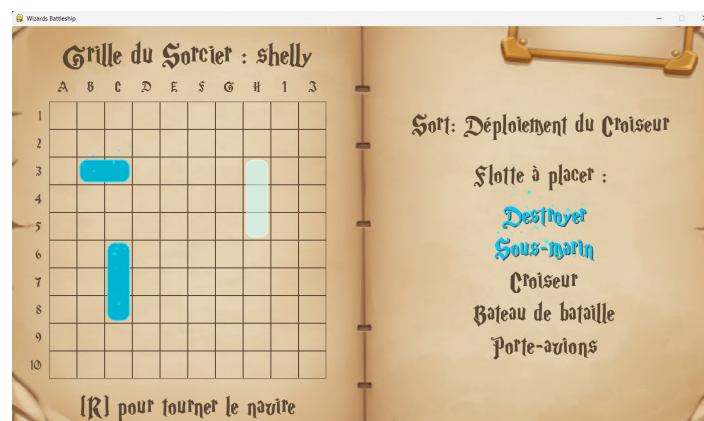 Wizards Battleship
Grille du Sorcier : shelly
A B C D E F G H I J
1
2
3
4
5
6
7
8
9
10
[R] pour tourner le navire
Sort: Déploiement du Croiseur
Flotte à placer :
Destroyer
Sous-marin
Croiseur
Bateau de bataille
Porte-avions